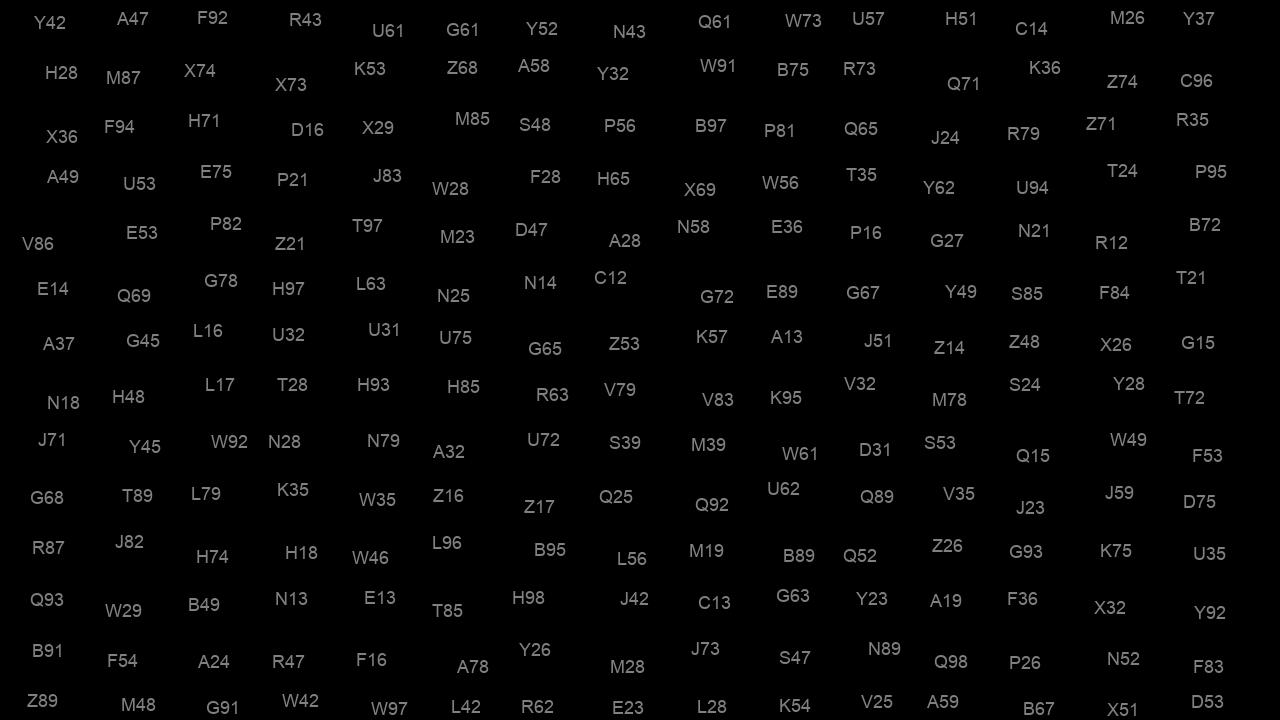 Y42 A47 F92 R43 U61 G61 Y52 N43 Q61 W73 U57 H51 C14 M26 Y37
H28 M87 X74 X73 K53 Z68 A58 Y32 W91 B75 R73 Q71 K36 Z74 C96
X36 F94 H71 D16 X29 M85 S48 P56 B97 P81 Q65 J24 R79 Z71 R35
A49 U53 E75 P21 J83 W28 F28 H65 X69 W56 T35 Y62 U94 T24 P95
V86 E53 P82 Z21 T97 M23 D47 A28 N58 E36 P16 G27 N21 R12 B72
E14 Q69 G78 H97 L63 N25 N14 C12 G72 E89 G67 Y49 S85 F84 T21
A37 G45 L16 U32 U31 U75 G65 Z53 K57 A13 J51 Z14 Z48 X26 G15
N18 H48 L17 T28 H93 H85 R63 V79 V83 K95 V32 M78 S24 Y28 T72
J71 Y45 W92 N28 N79 A32 U72 S39 M39 W61 D31 S53 Q15 W49 F53
G68 T89 L79 K35 W35 Z16 Z17 Q25 Q92 U62 Q89 V35 J23 J59 D75
R87 J82 H74 H18 W46 L96 B95 L56 M19 B89 Q52 Z26 G93 K75 U35
Q93 W29 B49 N13 E13 T85 H98 J42 C13 G63 Y23 A19 F36 X32 Y92
B91 F54 A24 R47 F16 A78 Y26 M28 J73 S47 N89 Q98 P26 N52 F83
Z89 M48 G91 W42 W97 L42 R62 E23 L28 K54 V25 A59 B67 X51 D53